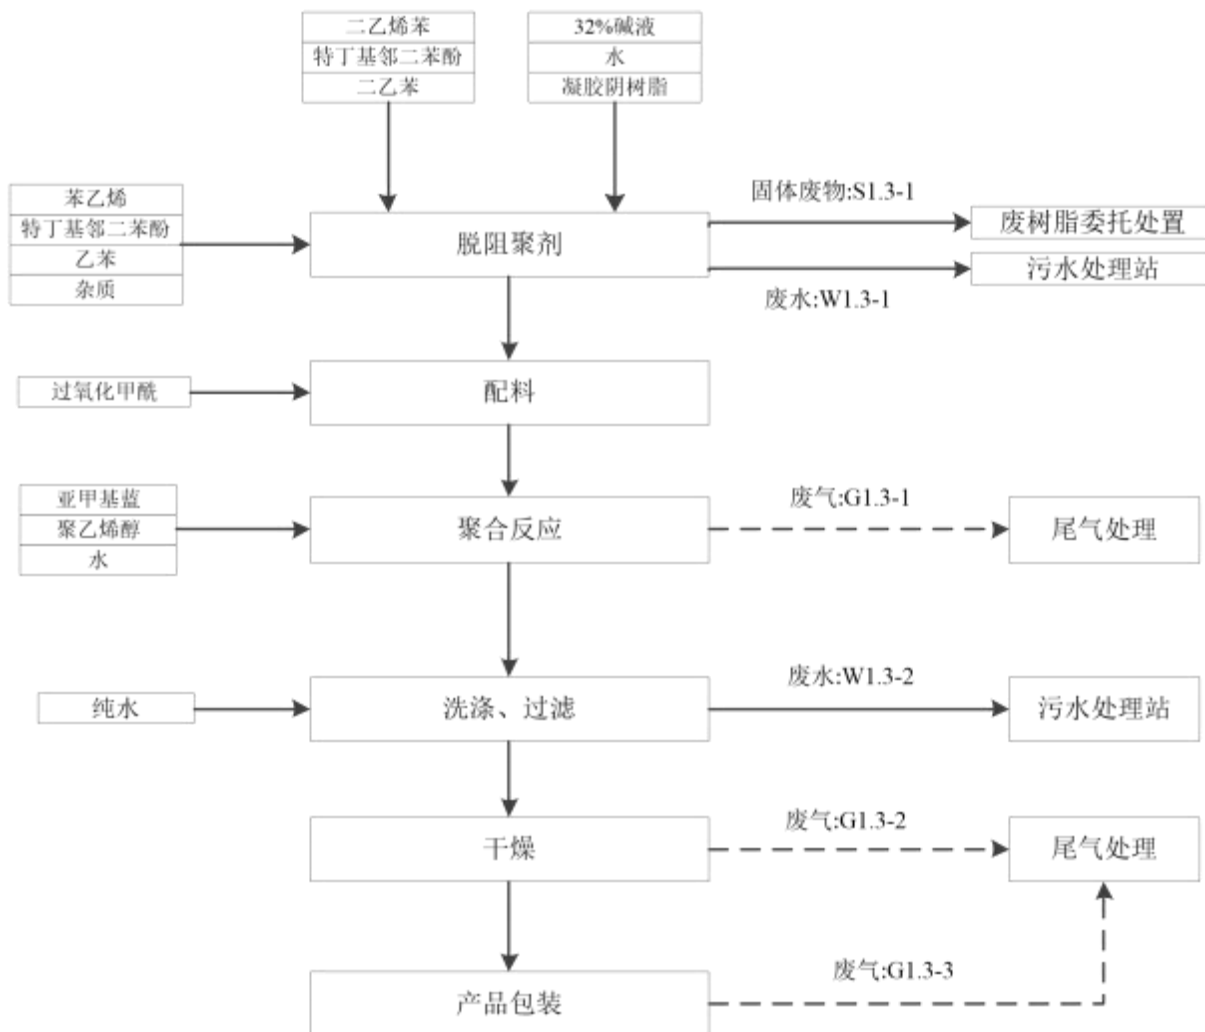 二乙烯苯
特丁基邻二苯酚
二乙苯
32%碱液
水
凝胶阴树脂
苯乙烯
特丁基邻二苯酚
乙苯
杂质
脱阻聚剂
固体废物:S1.3-1
废树脂委托处置
废水:W1.3-1
污水处理站
过氧化甲酰
配料
亚甲基蓝
聚乙烯醇
水
聚合反应
废气:G1.3-1
尾气处理
纯水
洗涤、过滤
废水:W1.3-2
污水处理站
干燥
废气:G1.3-2
尾气处理
产品包装
废气:G1.3-3